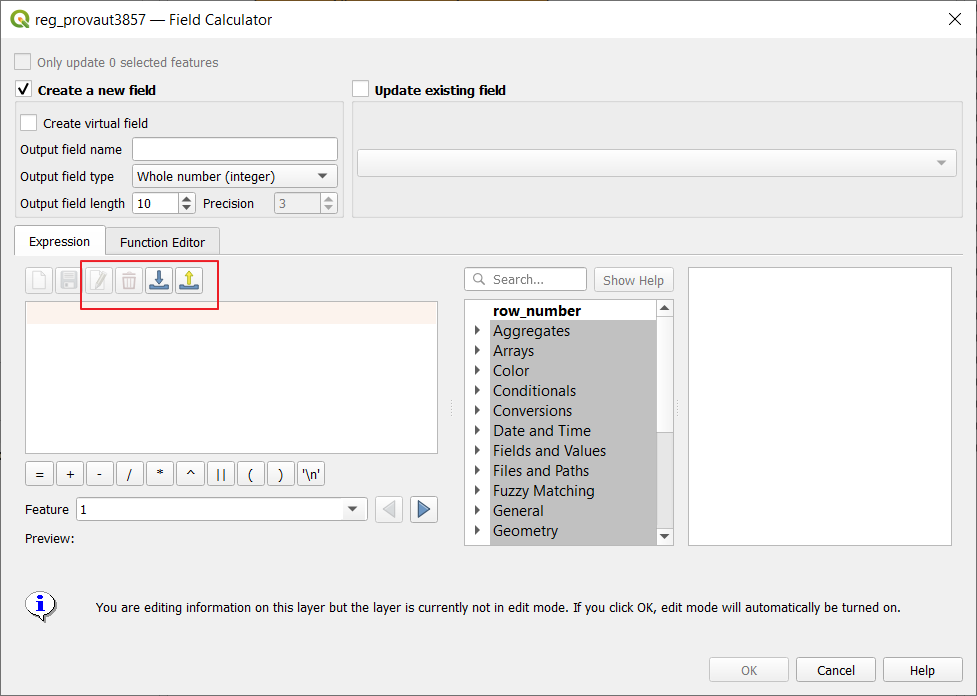 reg_provaut3857 — Field Calculator
Only update 0 selected features
Create a new field
Update existing field
Create virtual field
Output field name
Output field type Whole number (integer)
Output field length 10 Precision 3
Expression Function Editor
Search... Show Help
row_number
Aggregates
Arrays
Color
Conditionals
Conversions
Date and Time
Fields and Values
Files and Paths
Fuzzy Matching
General
Geometry
= + - / * ^ || ( ) '\n'
Feature 1
Preview:
You are editing information on this layer but the layer is currently not in edit mode. If you click OK, edit mode will automatically be turned on.
OK Cancel Help